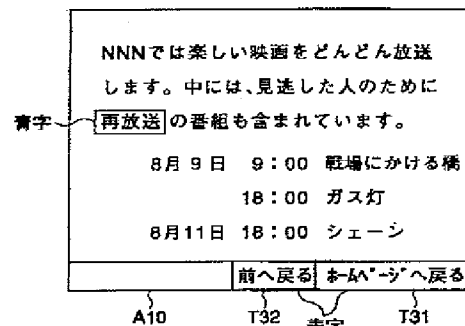 NNNでは楽しい映画をどんどん放送
します。中には、見逃した人のために
青字 再放送 の番組も含まれています。
8月9日 9:00 戦場にかける橋
18:00 ガス灯
8月11日 18:00 シェーン
前へ戻る ホームページへ戻る
A10 T32 青字 T31